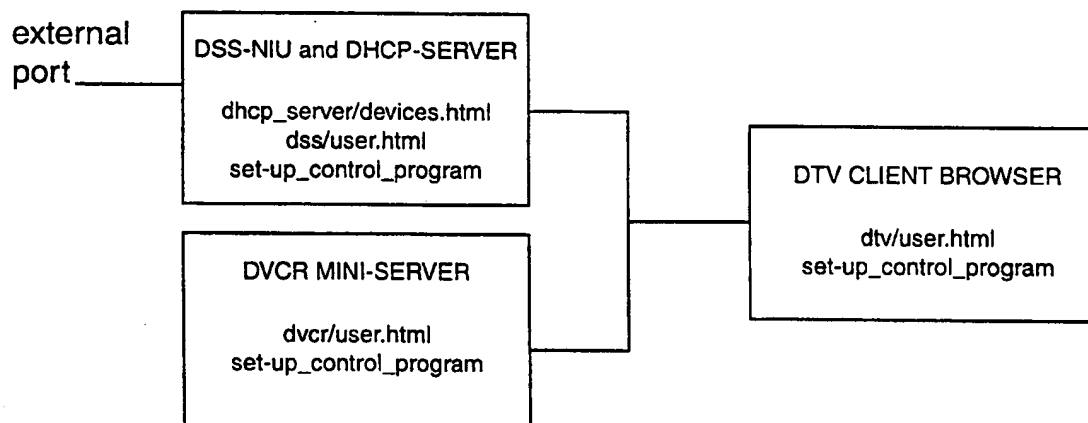 external
port
DSS-NIU and DHCP-SERVER
dhcp_server/devices.html
dss/user.html
set-up_control_program
DVCR MINI-SERVER
dvcr/user.html
set-up_control_program
DTV CLIENT BROWSER
dtv/user.html
set-up_control_program